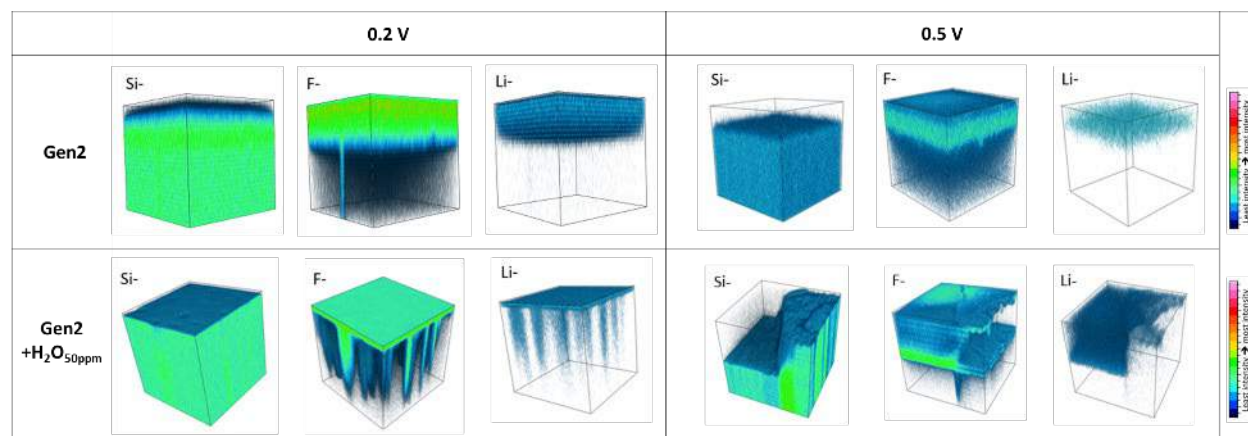 0.2 V
0.5 V
Gen2
Si-
F-
Li-
Si-
F-
Li-
Least intensity → most intensity
Gen2
+H₂O₅₀ppm
Si-
F-
Li-
Si-
F-
Li-
Least intensity → most intensity